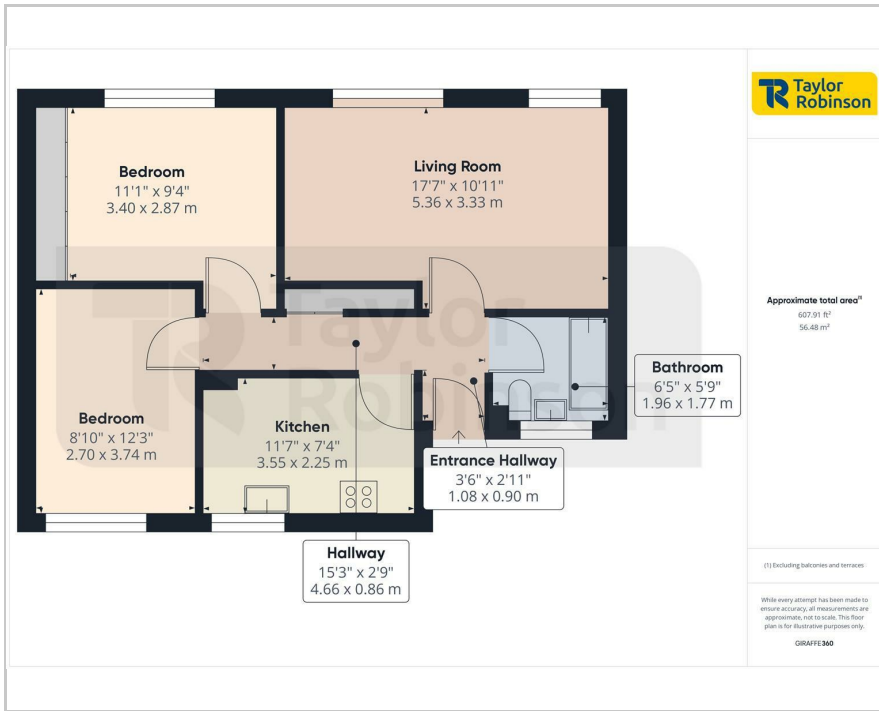 Taylor
Robinson
Bedroom
11'1" x 9'4"
3.40 x 2.87 m
Living Room
17'7" x 10'11"
5.36 x 3.33 m
Approximate total area(1)
607.91 ft²
56.48 m²
Taylor
Robinson
Bedroom
8'10" x 12'3"
2.70 x 3.74 m
Kitchen
11'7" x 7'4"
3.55 x 2.25 m
Bathroom
6'5" x 5'9"
1.96 x 1.77 m
Entrance Hallway
3'6" x 2'11"
1.08 x 0.90 m
Hallway
15'3" x 2'9"
4.66 x 0.86 m
(1) Excluding balconies and terraces
While every attempt has been made to
ensure accuracy, all measurements are
approximate, not to scale. This floor
plan is for illustrative purposes only.
GIRAFFE360